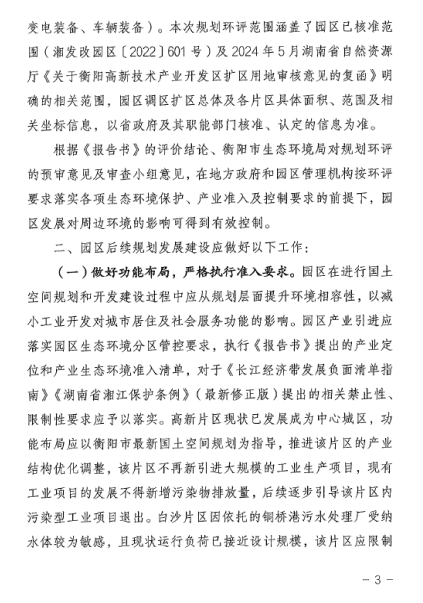 变电装备、车辆装备）。本次规划环评范围涵盖了园区已核准范
围（湘发改园区〔2022〕601 号）及 2024 年 5 月湖南省自然资源
厅《关于衡阳高新技术产业开发区扩区用地审核意见的复函》明
确的相关范围，园区调区扩区总体及各片区具体面积、范围及相
关坐标信息，以省政府及其职能部门核准、认定的信息为准。
根据《报告书》的评价结论、衡阳市生态环境局对规划环评
的预审意见及审查小组意见，在地方政府和园区管理机构按环评
要求落实各项生态环境保护、产业准入及控制要求的前提下，园
区发展对周边环境的影响可得到有效控制。
二、园区后续规划发展建设应做好以下工作：
（一）做好功能布局，严格执行准入要求。园区在进行国土
空间规划和开发建设过程中应从规划层面提升环境相容性，以减
小工业开发对城市居住及社会服务功能的影响。园区产业引进应
落实园区生态环境分区管控要求，执行《报告书》提出的产业定
位和产业生态环境准入清单，对于《长江经济带发展负面清单指
南》《湖南省湘江保护条例》（最新修正版）提出的相关禁止性、
限制性要求应予以落实。高新片区现状已发展成为中心城区，功
能布局应以衡阳市最新国土空间规划为指导，推进该片区的产业
结构优化调整，该片区不再新引进大规模的工业生产项目，现有
工业项目的发展不得新增污染物排放量，后续逐步引导该片区内
污染型工业项目退出。白沙片区因依托的铜桥港污水处理厂受纳
水体较为敏感，且现状运行负荷已接近设计规模，该片区应限制
- 3 -